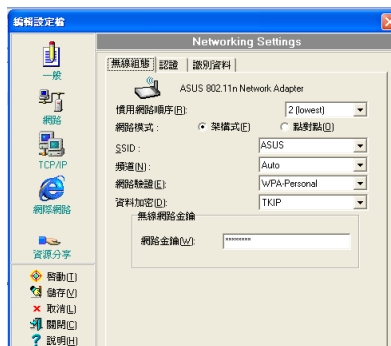 編輯設定檔
Networking Settings
一般
網路
TCP/IP
網際網路
資源分享
啓動(T)
儲存(V)
取消(L)
關閉(C)
說明(H)
無線組態 認證 識別資料
ASUS 802.11n Network Adapter
慣用網路順序(R): 2 (lowest)
網路模式: 架構式(F) 點對點(O)
SSID: ASUS
頻道(N): Auto
網路驗證(E): WPA-Personal
資料加密(D): TKIP
無線網路金鑰
網路金鑰(W): ********